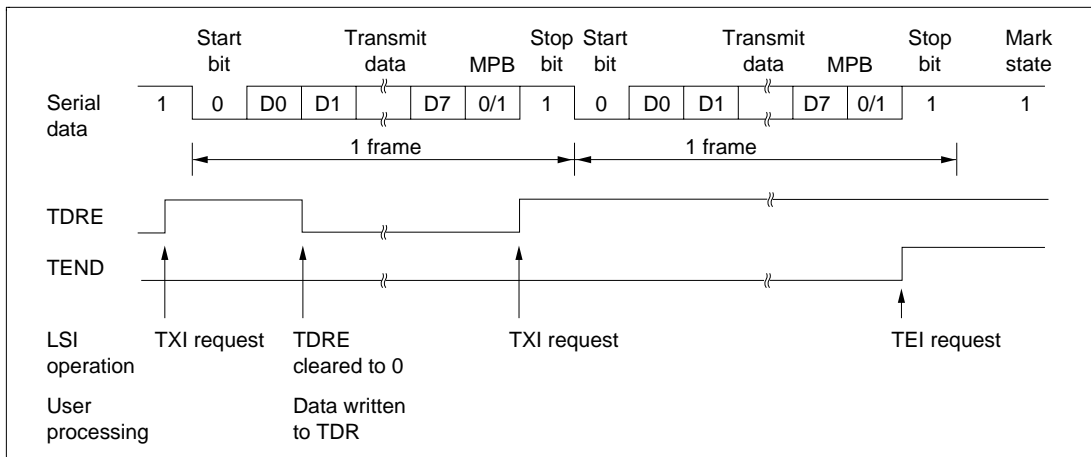 Start Transmit Stop Start Transmit Stop Mark
bit data MPB bit bit data MPB bit state
Serial data 1 0 D0 D1 D7 0/1 1 0 D0 D1 D7 0/1 1 1
1 frame 1 frame
TDRE
TEND
LSI operation TXI request TDRE cleared to 0 TXI request TEI request
User processing Data written to TDR